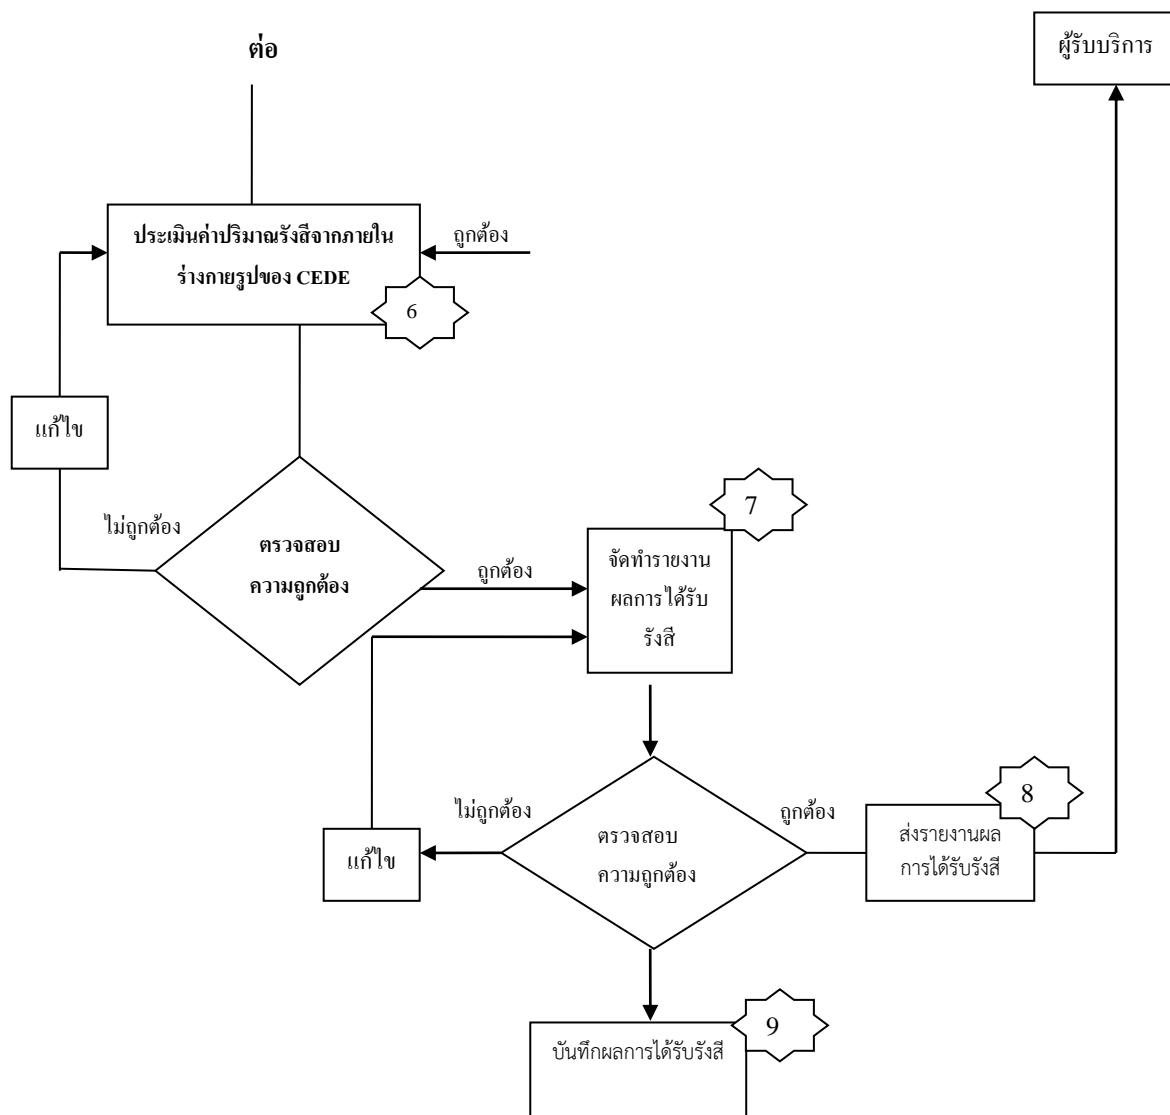 ต่อ
ผู้รับบริการ
ประเมินค่าปริมาณรังสีจากภายใน
ร่างกายรูปของ CEDE
ถูกต้อง
6
แก้ไข
ไม่ถูกต้อง
ตรวจสอบ
ความถูกต้อง
ถูกต้อง
7
จัดทำรายงาน
ผลการได้รับ
รังสี
ไม่ถูกต้อง
แก้ไข
ตรวจสอบ
ความถูกต้อง
ถูกต้อง
8
ส่งรายงานผล
การได้รับรังสี
9
บันทึกผลการได้รับรังสี